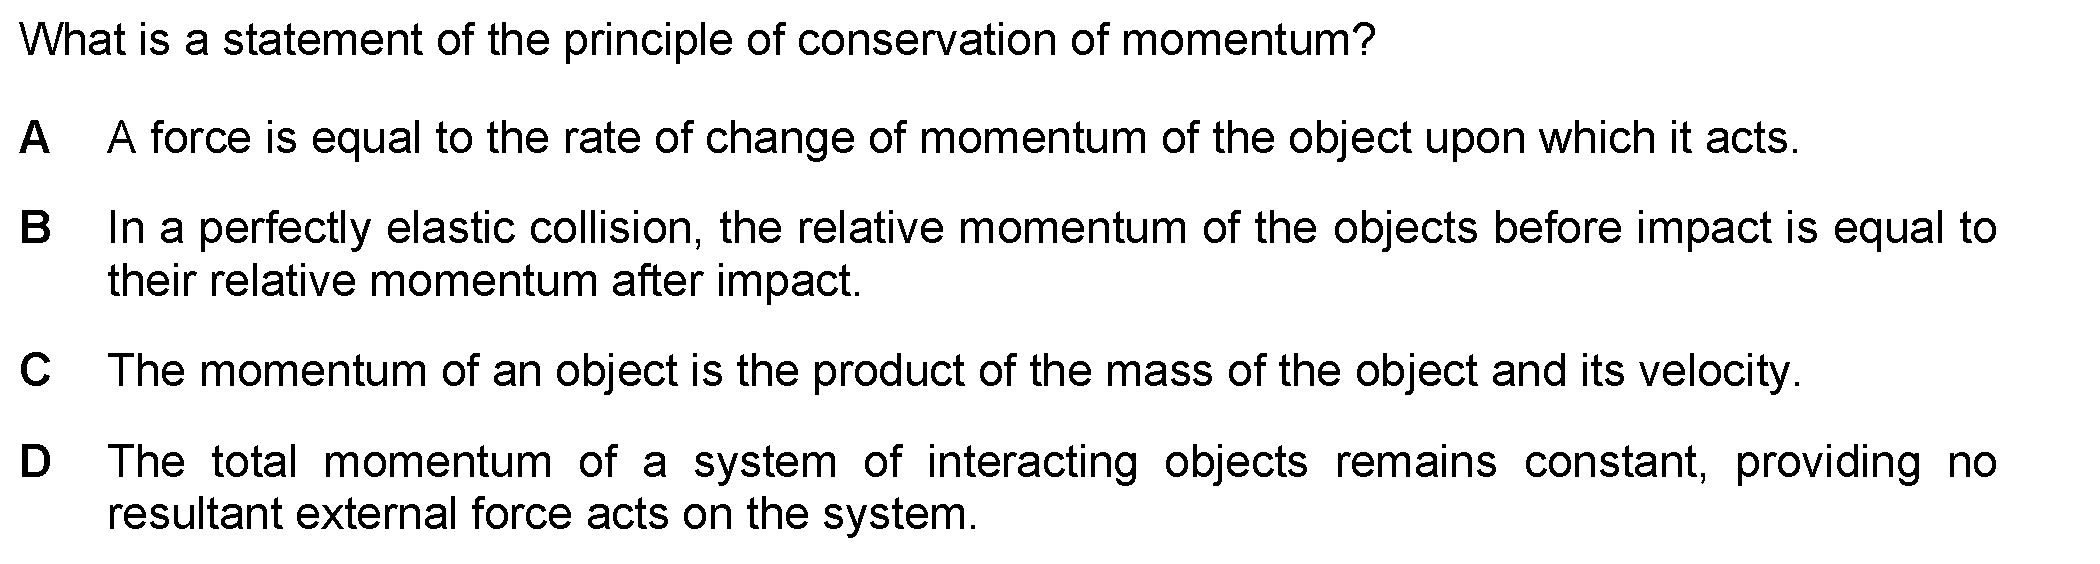 What is a statement of the principle of conservation of momentum?
A A force is equal to the rate of change of momentum of the object upon which it acts.
B In a perfectly elastic collision, the relative momentum of the objects before impact is equal to
their relative momentum after impact.
C The momentum of an object is the product of the mass of the object and its velocity.
D The total momentum of a system of interacting objects remains constant, providing no
resultant external force acts on the system.